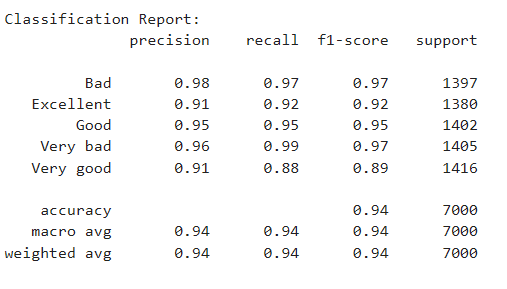 Classification Report:
precision recall f1-score support
Bad 0.98 0.97 0.97 1397
Excellent 0.91 0.92 0.92 1380
Good 0.95 0.95 0.95 1402
Very bad 0.96 0.99 0.97 1405
Very good 0.91 0.88 0.89 1416
accuracy 0.94 7000
macro avg 0.94 0.94 0.94 7000
weighted avg 0.94 0.94 0.94 7000